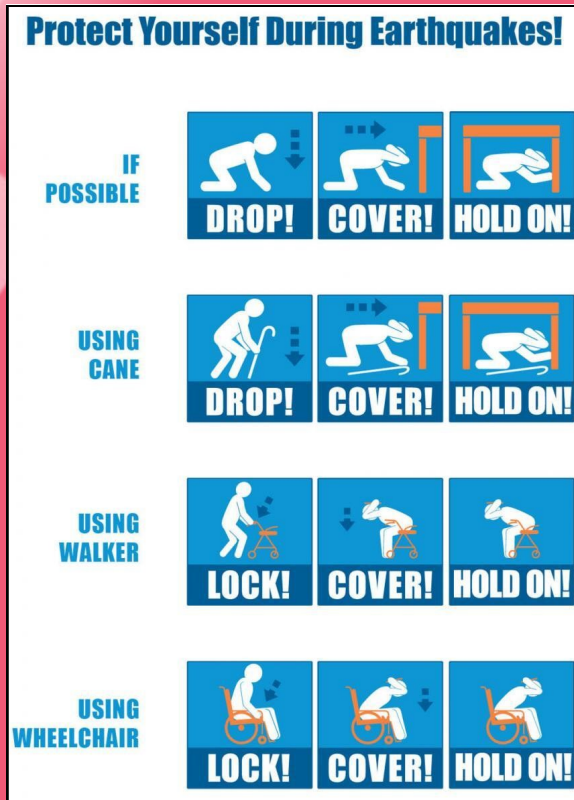 Protect Yourself During Earthquakes!
IF
POSSIBLE
DROP! COVER! HOLD ON!
USING
CANE
DROP! COVER! HOLD ON!
USING
WALKER
LOCK! COVER! HOLD ON!
USING
WHEELCHAIR
LOCK! COVER! HOLD ON!